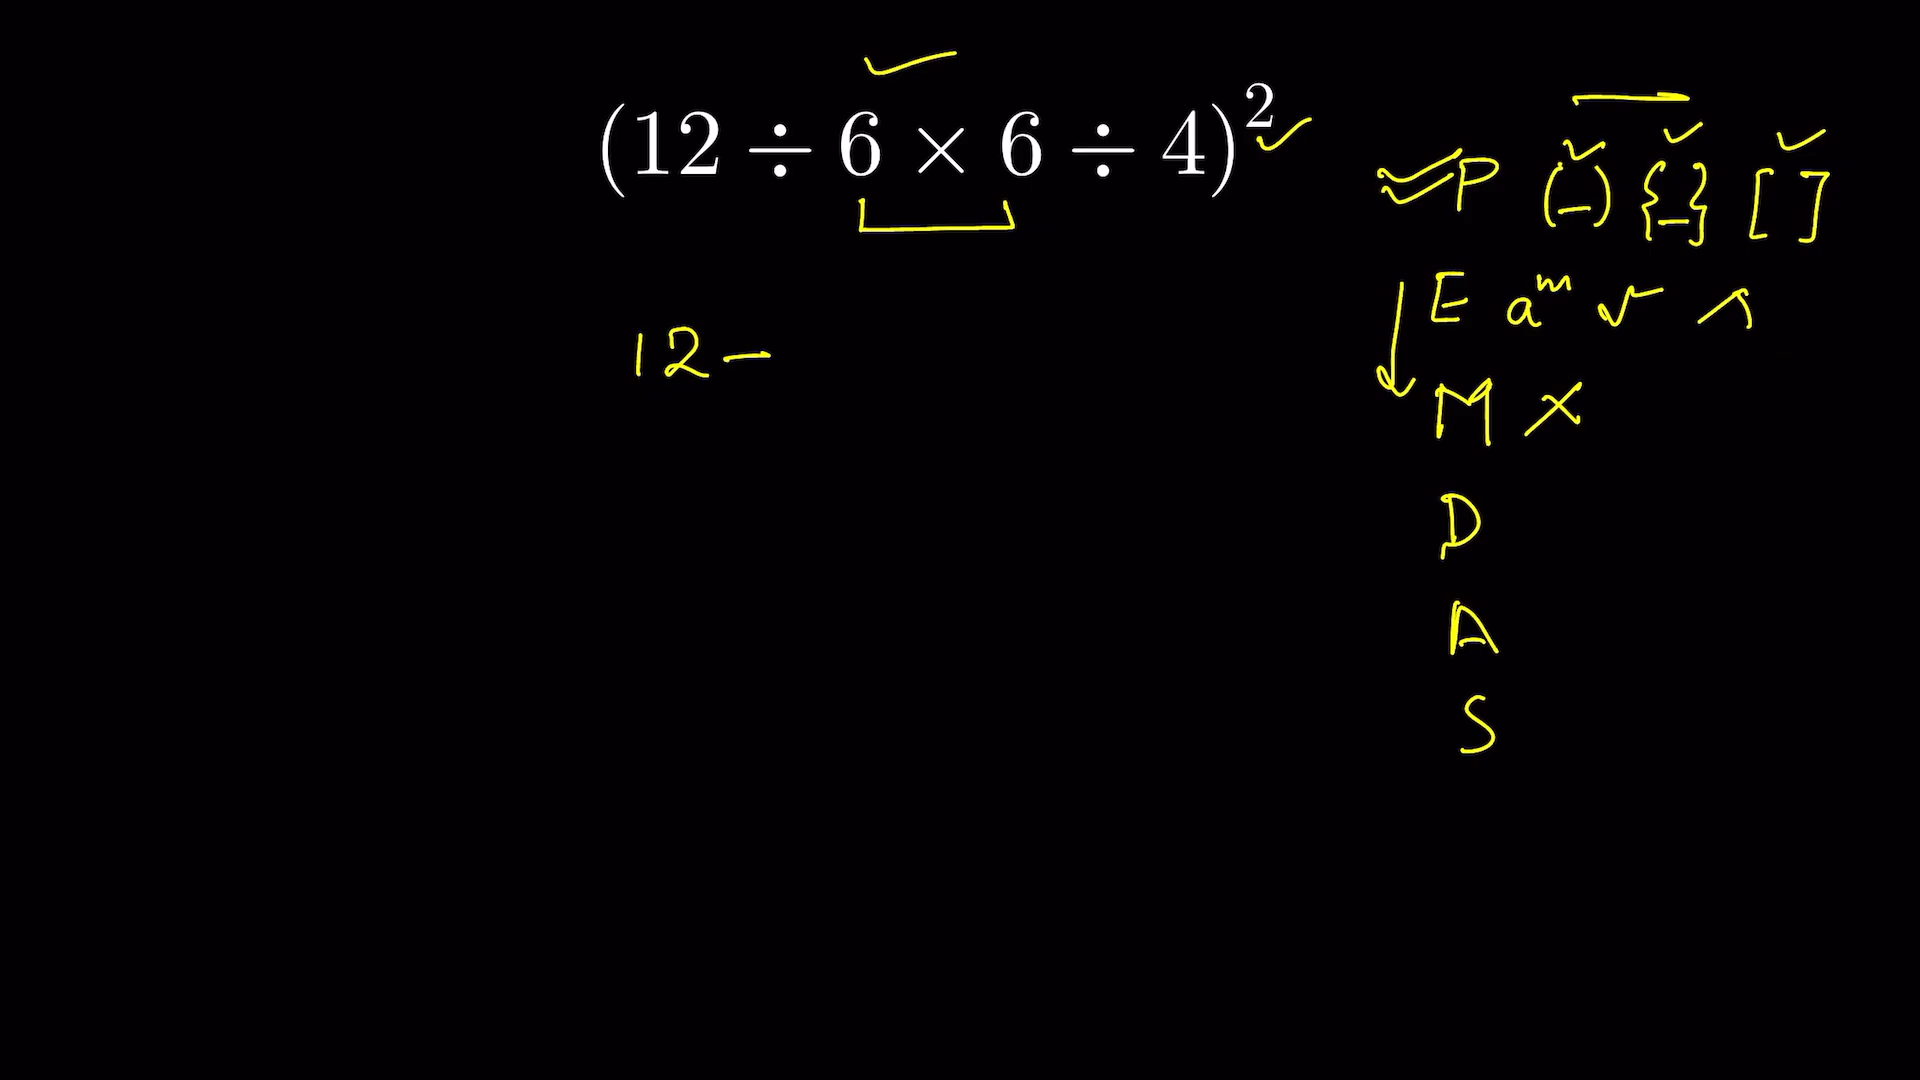 (12 ÷ 6 × 6 ÷ 4)²
P ( ) { } [ ]
E aᵐ √ ^
12 –
M ×
D
A
S